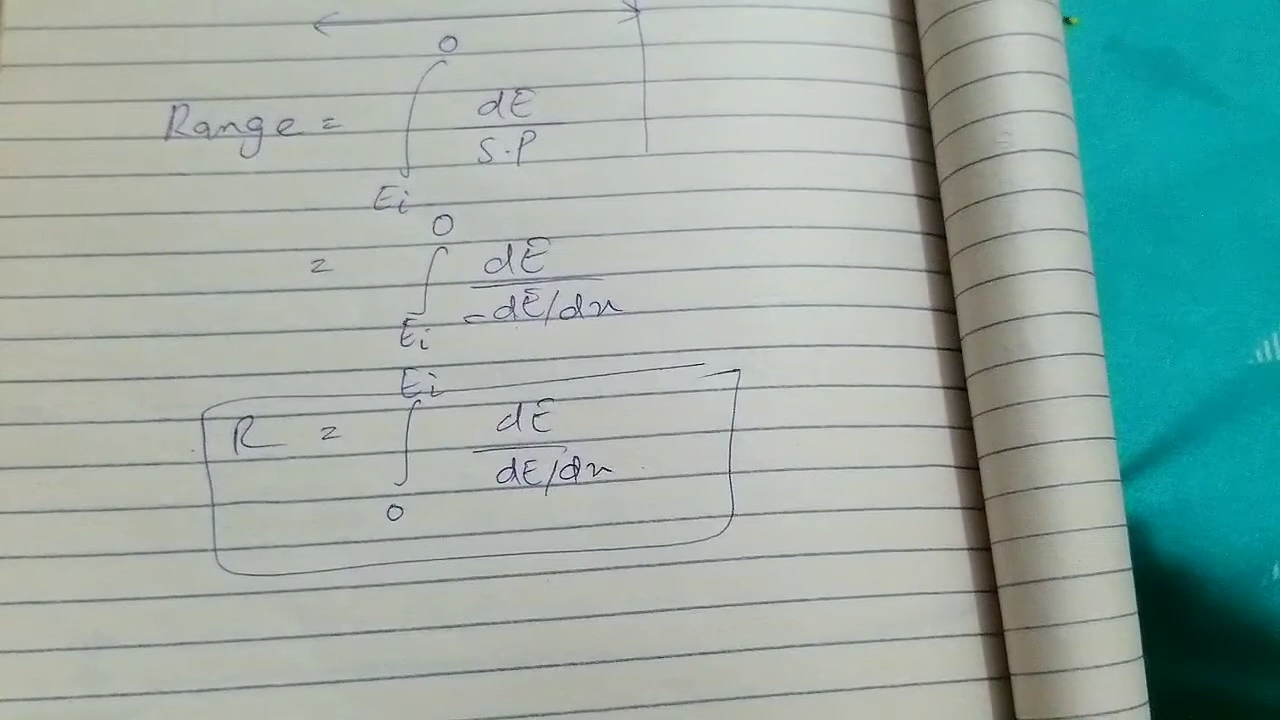 0
Range = ∫ dE
S.P
Ei
0
= ∫ dE
-dE/dx
Ei
Ei
R = ∫ dE
dE/dx
0